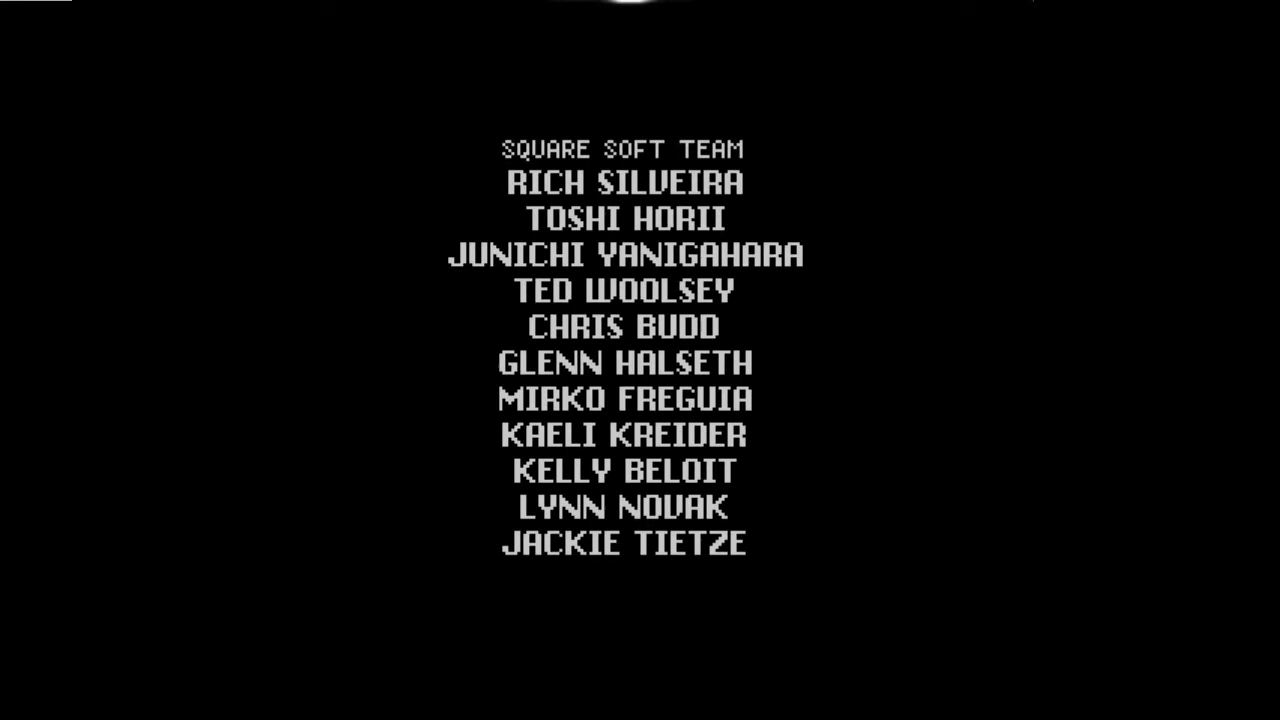 SQUARE SOFT TEAM
RICH SILVEIRA
TOSHI HORII
JUNICHI YANIGAHARA
TED WOOLSEY
CHRIS BUDD
GLENN HALSETH
MIRKO FREGUIA
KAELI KREIDER
KELLY BELOIT
LYNN NOVAK
JACKIE TIETZE